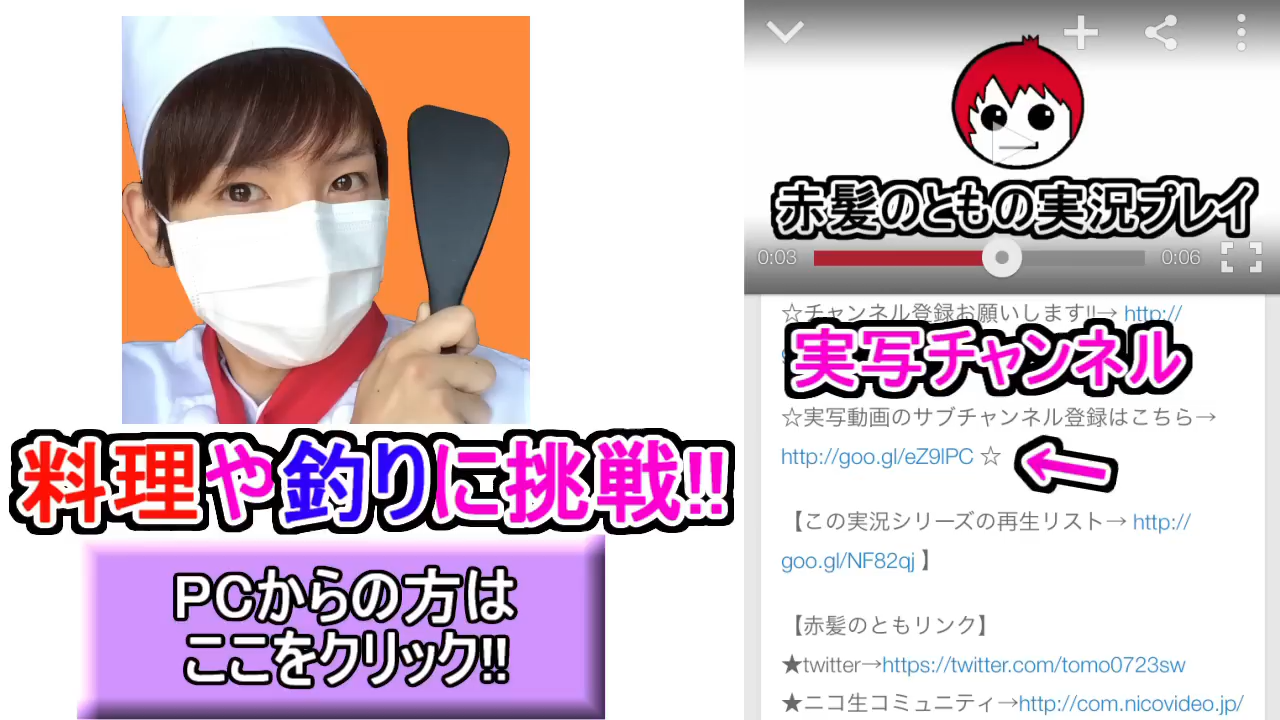 料理や釣りに挑戦!!
PCからの方は
ここをクリック!!
赤髪のともの実況プレイ
0:03
0:06
☆チャンネル登録お願いします!!→ http://
実写チャンネル
☆実写動画のサブチャンネル登録はこちら→
http://goo.gl/eZ9lPC ☆
【この実況シリーズの再生リスト→ http://
goo.gl/NF82qj 】
【赤髪のともリンク】
★twitter→https://twitter.com/tomo0723sw
★ニコ生コミュニティ→http://com.nicovideo.jp/